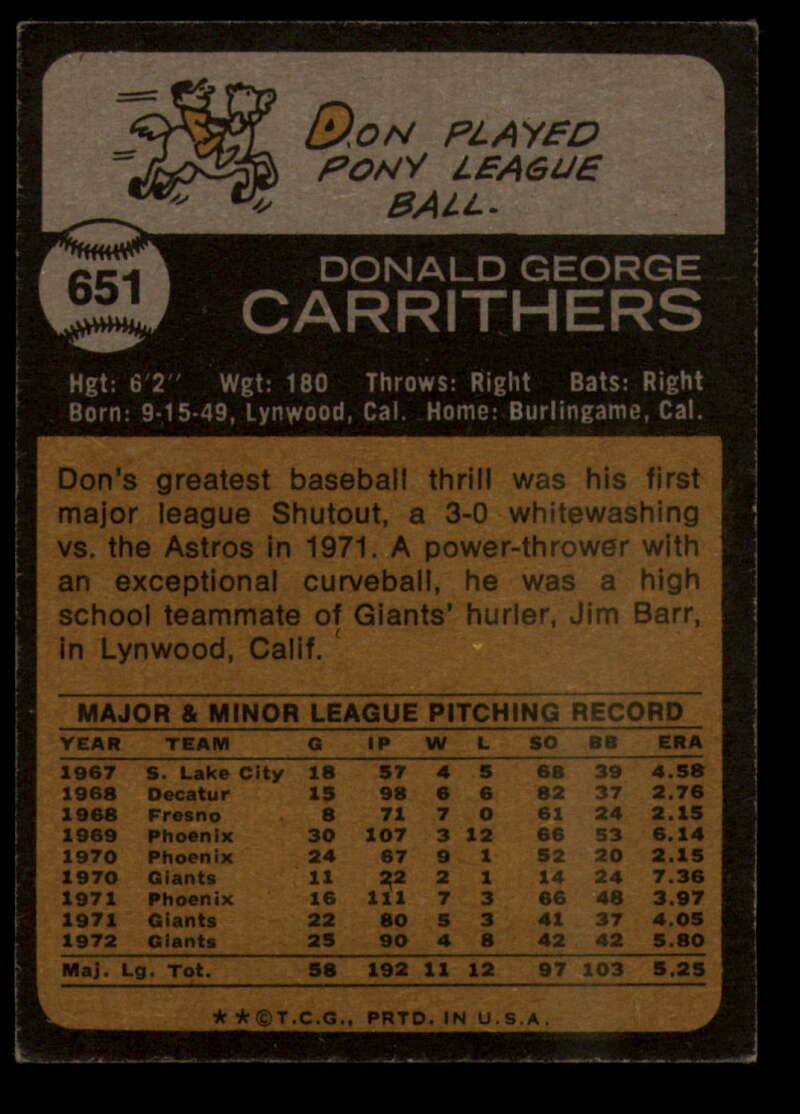 DON PLAYED
PONY LEAGUE
BALL.
651
DONALD GEORGE
CARRITHERS
Hgt: 6'2" Wgt: 180 Throws: Right Bats: Right
Born: 9-15-49, Lynwood, Cal. Home: Burlingame, Cal.
Don's greatest baseball thrill was his first
major league Shutout, a 3-0 whitewashing
vs. the Astros in 1971. A power-thrower with
an exceptional curveball, he was a high
school teammate of Giants' hurler, Jim Barr,
in Lynwood, Calif.
MAJOR & MINOR LEAGUE PITCHING RECORD
YEAR TEAM G IP W L SO BB ERA
1967 S. Lake City 18 57 4 5 68 39 4.58
1968 Decatur 15 98 6 6 82 37 2.76
1968 Fresno 8 71 7 0 61 24 2.15
1969 Phoenix 30 107 3 12 66 53 6.14
1970 Phoenix 24 67 9 1 52 20 2.15
1970 Giants 11 22 2 1 14 24 7.36
1971 Phoenix 16 111 7 3 66 48 3.97
1971 Giants 22 80 5 3 41 37 4.05
1972 Giants 25 90 4 8 42 42 5.80
Maj. Lg. Tot. 58 192 11 12 97 103 5.25
**©T.C.G., PRTD. IN U.S.A.